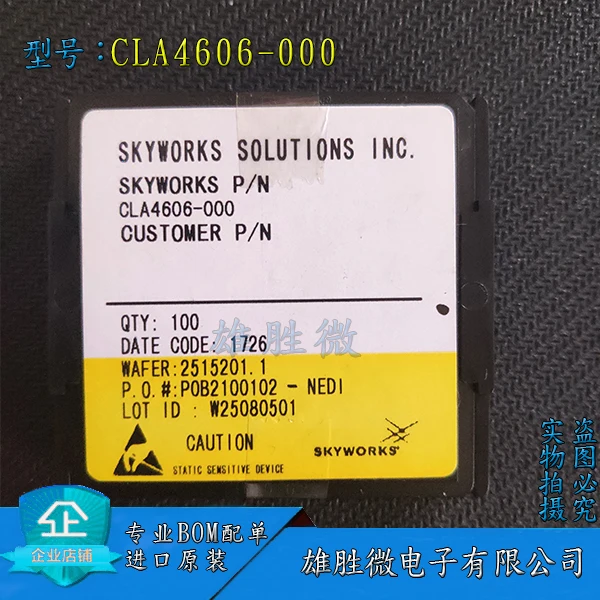 型号:CLA4606-000
SKYWORKS SOLUTIONS INC.
SKYWORKS P/N
CLA4606-000
CUSTOMER P/N
QTY: 100
DATE CODE: 1726
雄胜微
WAFER:2515201.1
P.O.#:POB2100102 - NEDI
LOT ID : W25080501
CAUTION
STATIC SENSITIVE DEVICE
SKYWORKS
盗图必究
实物拍摄
企业店铺
专业BOM配单
进口原装
雄胜微电子有限公司